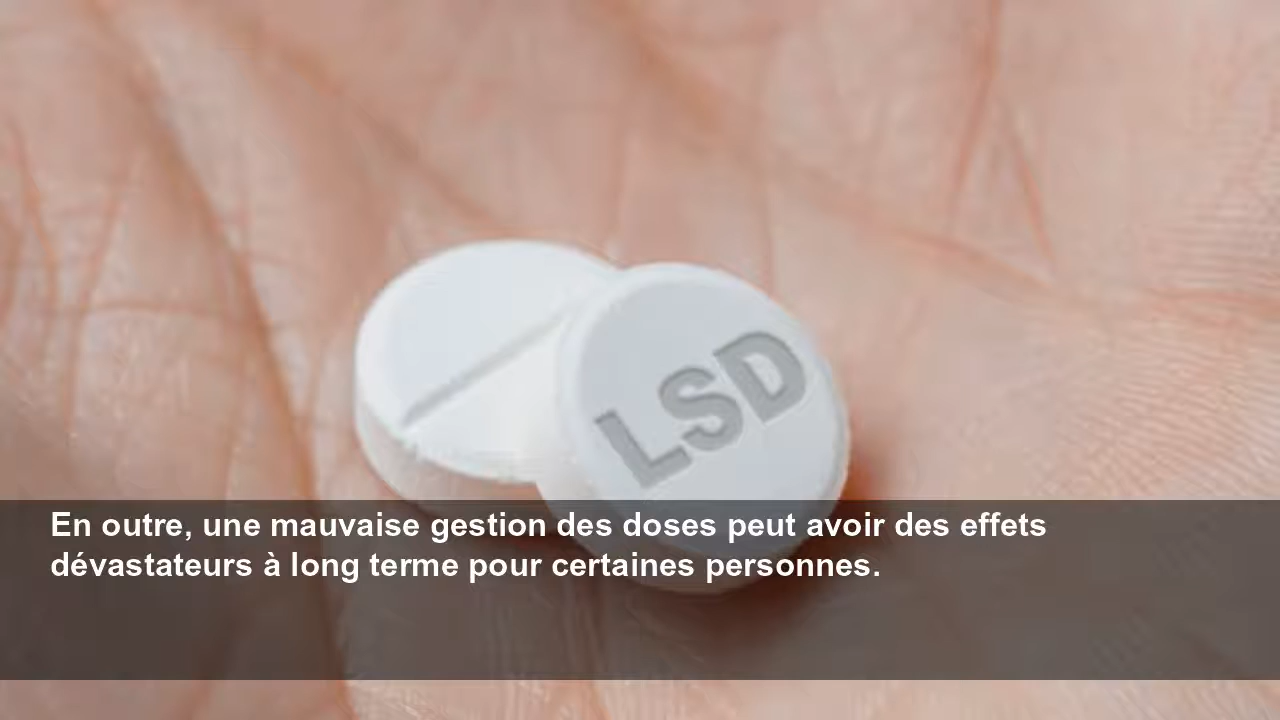 LSD
En outre, une mauvaise gestion des doses peut avoir des effets
dévastateurs à long terme pour certaines personnes.